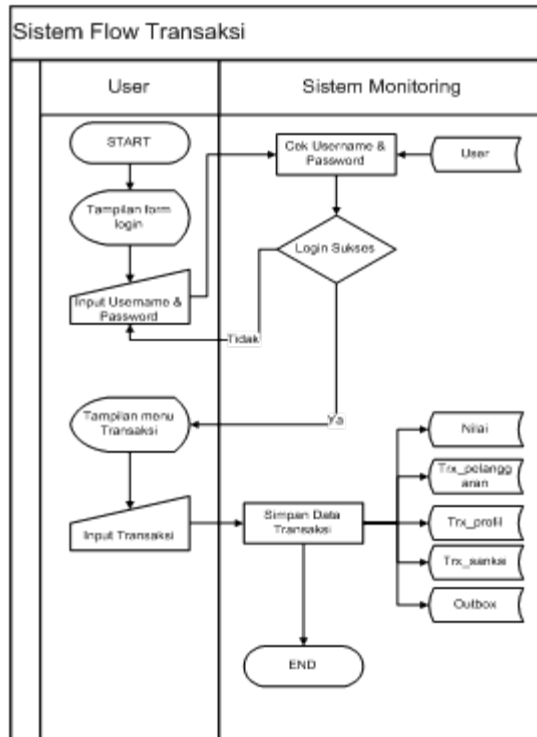 Sistem Flow Transaksi
User
Sistem Monitoring
START
Cek Username &
Password
User
Tampilan form
login
Login Sukses
Input Username &
Password
Tidak
Tampilan menu
Transaksi
Ya
Nilai
Trx_pelangg
aran
Input Transaksi
Simpan Data
Transaksi
Trx_profil
Trx_sanksi
Outbox
END